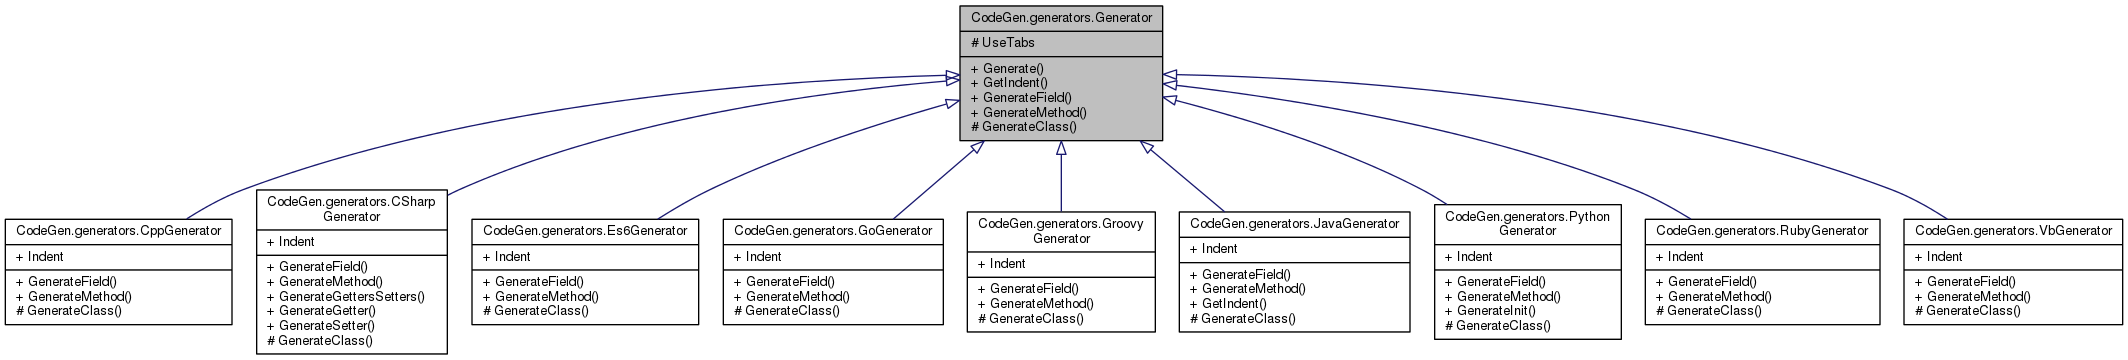 CodeGen.generators.Generator
# UseTabs
+ Generate()
+ GetIndent()
+ GenerateField()
+ GenerateMethod()
# GenerateClass()
CodeGen.generators.CppGenerator
+ Indent
+ GenerateField()
+ GenerateMethod()
# GenerateClass()
CodeGen.generators.CSharp
Generator
+ Indent
+ GenerateField()
+ GenerateMethod()
+ GenerateGettersSetters()
+ GenerateGetter()
+ GenerateSetter()
# GenerateClass()
CodeGen.generators.Es6Generator
+ Indent
+ GenerateField()
+ GenerateMethod()
# GenerateClass()
CodeGen.generators.GoGenerator
+ Indent
+ GenerateField()
+ GenerateMethod()
# GenerateClass()
CodeGen.generators.Groovy
Generator
+ Indent
+ GenerateField()
+ GenerateMethod()
# GenerateClass()
CodeGen.generators.JavaGenerator
+ Indent
+ GenerateField()
+ GenerateMethod()
+ GetIndent()
# GenerateClass()
CodeGen.generators.Python
Generator
+ Indent
+ GenerateField()
+ GenerateMethod()
+ GenerateInit()
# GenerateClass()
CodeGen.generators.RubyGenerator
+ Indent
+ GenerateField()
+ GenerateMethod()
# GenerateClass()
CodeGen.generators.VbGenerator
+ Indent
+ GenerateField()
+ GenerateMethod()
# GenerateClass()